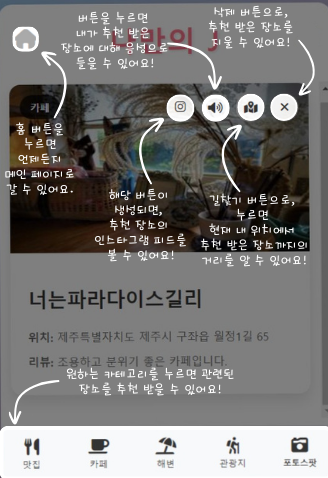 버튼을 누르면
내가 추천 받은
장소에 대해 음성으로
들을 수 있어요!
삭제 버튼으로,
추천 받은 장소를
지울 수 있어요!
카페
홈 버튼을
누르면
언제든지
메인 페이지로
갈 수 있어요.
해당 버튼이
생성되면,
추천 장소의
인스타그램 피드를
볼 수 있어요!
길찾기 버튼으로,
누르면
현재 내 위치에서
추천 받은 장소까지의
거리를 알 수 있어요!
너는파라다이스길리
위치: 제주특별자치도 제주시 구좌읍 월정1길 65
리뷰: 조용하고 분위기 좋은 카페입니다.
원하는 카테고리를 누르면 관련된
장소를 추천 받을 수 있어요!
맛집
카페
해변
관광지
포토스팟